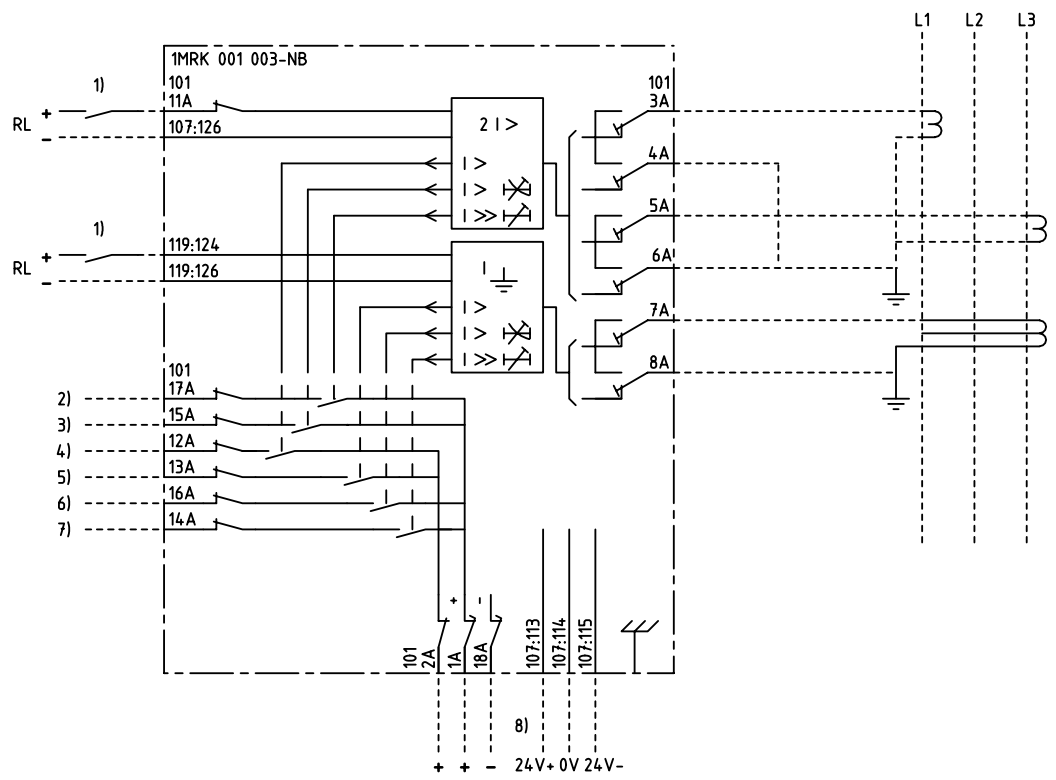 L1 L2 L3
1MRK 001 003-NB
1)
101
101
RL + 11A
3A
- 107:126
2 I >
I >
4A
I >
I >>
5A
1)
RL + 119:124
6A
- 119:126
I
I >
7A
I >
I >>
8A
101
2) 17A
3) 15A
4) 12A
5) 13A
6) 16A
7) 14A
+ -
101
2A
1A
18A
107:113
107:114
107:115
8)
+ + - 24V+ 0V 24V-